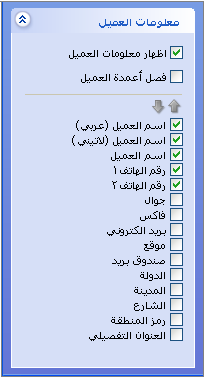 معلومات العميل
اظهار معلومات العميل
فصل أعمدة العميل
اسم العميل (عربي)
اسم العميل (لاتيني)
اسم العميل
رقم الهاتف ١
رقم الهاتف ٢
جوال
فاكس
بريد الكتروني
موقع
صندوق بريد
الدولة
المدينة
الشارع
رمز المنطقة
العنوان التفصيلي